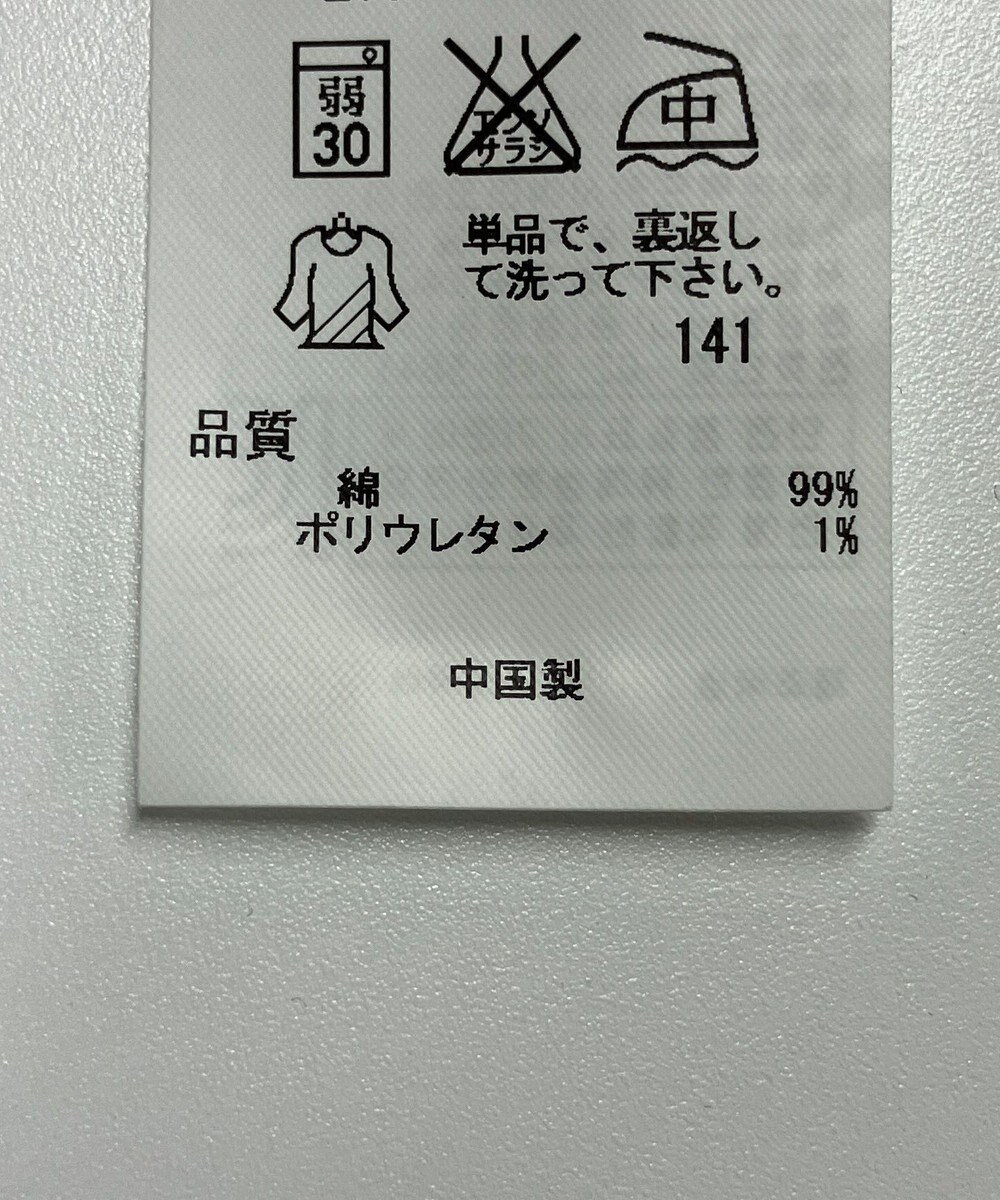 弱
30
エンソ
サラシ
中
単品で、裏返し
て洗って下さい。
141
品質
綿 99%
ポリウレタン 1%
中国製